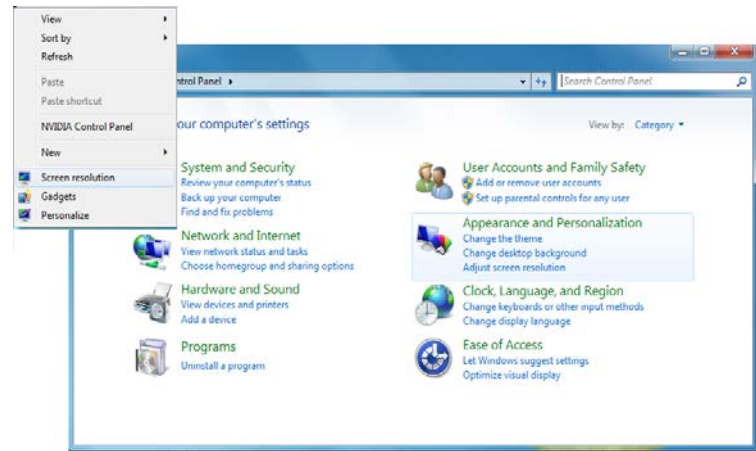 View
Sort by
Refresh
Paste
Paste shortcut
NVIDIA Control Panel
New
Screen resolution
Gadgets
Personalize
ntrol Panel
Search Control Panel
our computer's settings
View by: Category
System and Security
Review your computer's status
Back up your computer
Find and fix problems
Network and Internet
View network status and tasks
Choose homegroup and sharing options
Hardware and Sound
View devices and printers
Add a device
Programs
Uninstall a program
User Accounts and Family Safety
Add or remove user accounts
Set up parental controls for any user
Appearance and Personalization
Change the theme
Change desktop background
Adjust screen resolution
Clock, Language, and Region
Change keyboards or other input methods
Change display language
Ease of Access
Let Windows suggest settings
Optimize visual display